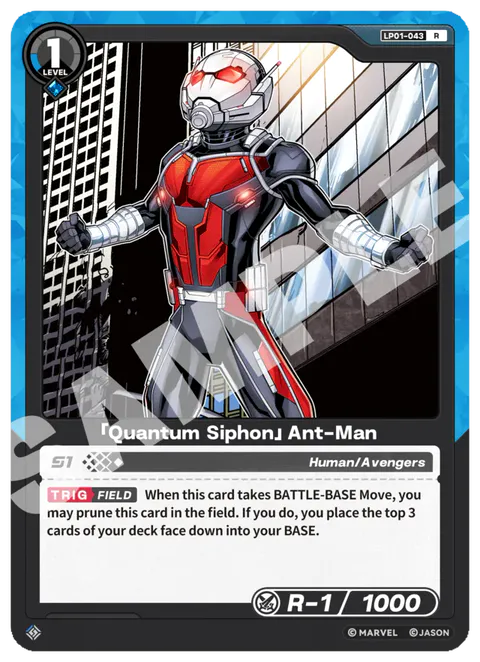 LP01-043 R
1
LEVEL
SAMPLE
「Quantum Siphon」 Ant-Man
S1
Human/Avengers
TRIG FIELD When this card takes BATTLE-BASE Move, you
may prune this card in the field. If you do, you place the top 3
cards of your deck face down into your BASE.
R-1 / 1000
©MARVEL ©JASON